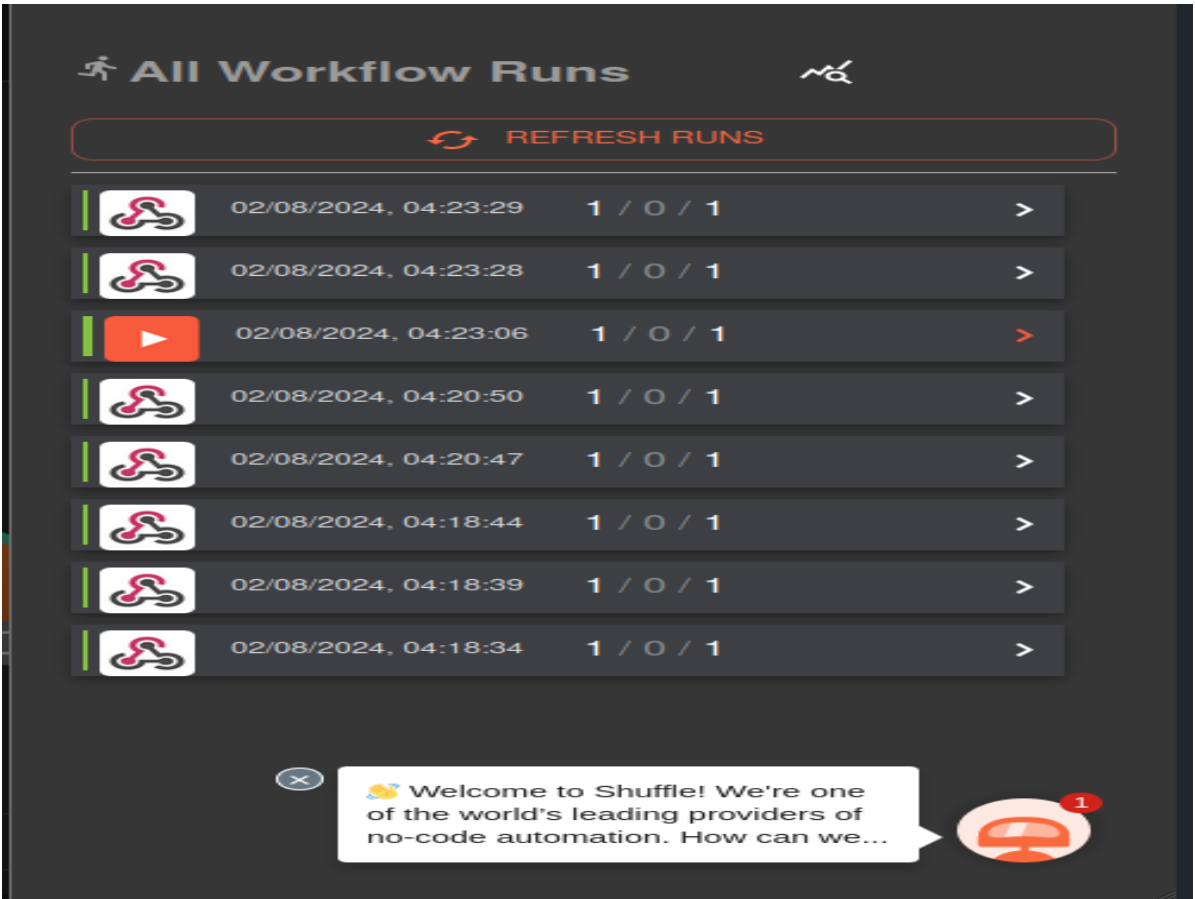 All Workflow Runs
REFRESH RUNS
02/08/2024, 04:23:29 1 / 0 / 1 >
02/08/2024, 04:23:28 1 / 0 / 1 >
02/08/2024, 04:23:06 1 / 0 / 1 >
02/08/2024, 04:20:50 1 / 0 / 1 >
02/08/2024, 04:20:47 1 / 0 / 1 >
02/08/2024, 04:18:44 1 / 0 / 1 >
02/08/2024, 04:18:39 1 / 0 / 1 >
02/08/2024, 04:18:34 1 / 0 / 1 >
👋 Welcome to Shuffle! We're one
of the world's leading providers of
no-code automation. How can we...
1